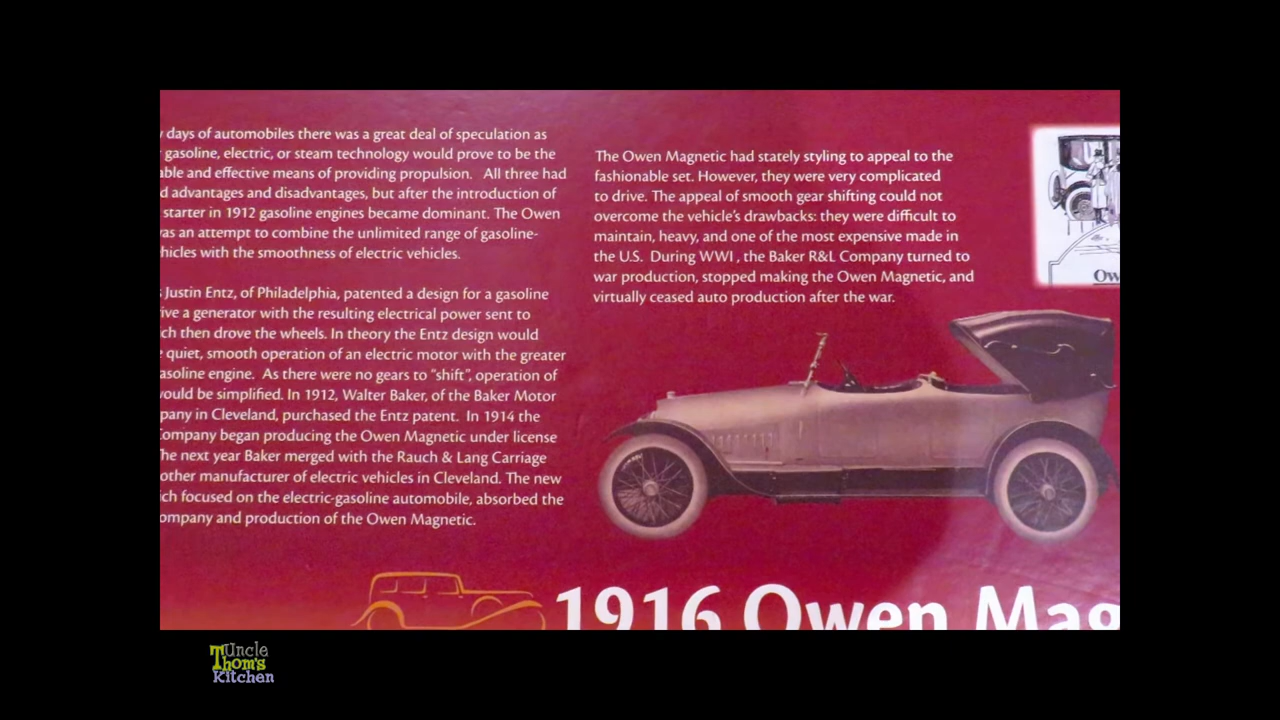 days of automobiles there was a great deal of speculation as
gasoline, electric, or steam technology would prove to be the
able and effective means of providing propulsion. All three had
d advantages and disadvantages, but after the introduction of
starter in 1912 gasoline engines became dominant. The Owen
as an attempt to combine the unlimited range of gasoline-
hicles with the smoothness of electric vehicles.
Justin Entz, of Philadelphia, patented a design for a gasoline
ive a generator with the resulting electrical power sent to
ch then drove the wheels. In theory the Entz design would
quiet, smooth operation of an electric motor with the greater
asoline engine. As there were no gears to "shift", operation of
ould be simplified. In 1912, Walter Baker, of the Baker Motor
pany in Cleveland, purchased the Entz patent. In 1914 the
ompany began producing the Owen Magnetic under license
he next year Baker merged with the Rauch & Lang Carriage
other manufacturer of electric vehicles in Cleveland. The new
ch focused on the electric-gasoline automobile, absorbed the
ompany and production of the Owen Magnetic.
The Owen Magnetic had stately styling to appeal to the
fashionable set. However, they were very complicated
to drive. The appeal of smooth gear shifting could not
overcome the vehicle's drawbacks: they were difficult to
maintain, heavy, and one of the most expensive made in
the U.S. During WWI , the Baker R&L Company turned to
war production, stopped making the Owen Magnetic, and
virtually ceased auto production after the war.
Ow
1916 Owen Mag
Uncle
Thom's
Kitchen